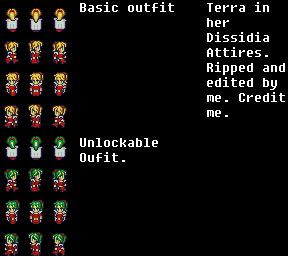 Basic outfit
Terra in
her
Dissidia
Attires.
Ripped and
edited by
me. Credit
me.
Unlockable
Oufit.